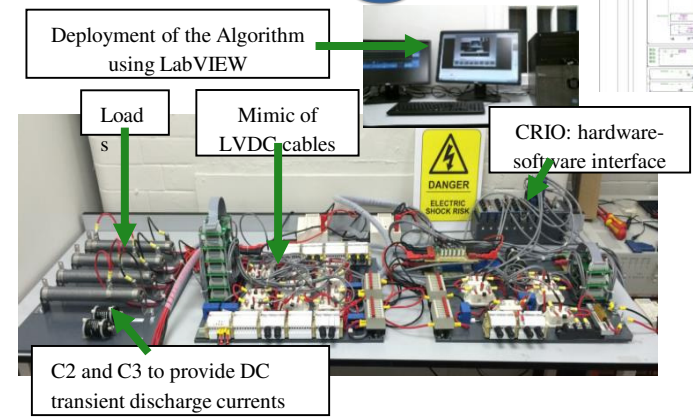 Deployment of the Algorithm
using LabVIEW
Load
s
Mimic of
LVDC cables
CRIO: hardware-
software interface
DANGER
ELECTRIC
SHOCK RISK
C2 and C3 to provide DC
transient discharge currents